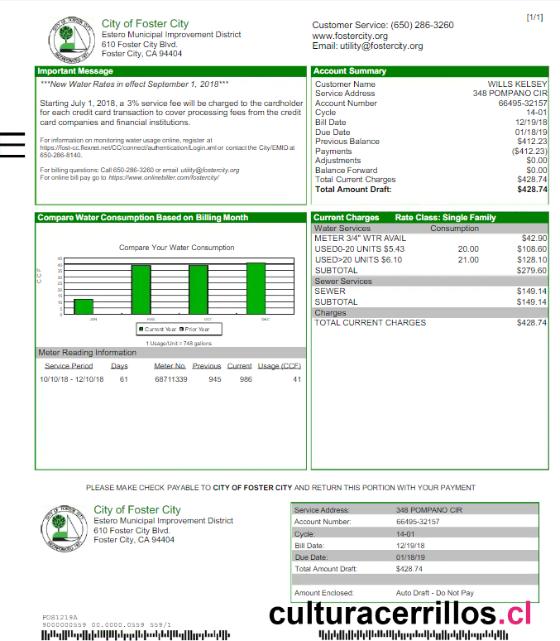 [1/1]
City of Foster City
Estero Municipal Improvement District
610 Foster City Blvd.
Foster City, CA 94404
Customer Service: (650) 286-3260
www.fostercity.org
Email: utility@fostercity.org
Important Message
***New Water Rates in effect September 1, 2018***
Starting July 1, 2018, a 3% service fee will be charged to the cardholder
for each credit card transaction to cover processing fees from the credit
card companies and financial institutions.
For information on monitoring water usage online, register at
https://fost-cc.flexnet.net/CC/connect/authentication/Login.xml or contact the City/EMID at
650-286-8140.
For billing questions: Call 650-286-3260 or email utility@fostercity.org
For online bill pay go to https://www.onlinebiller.com/fostercity/
Account Summary
Customer Name WILLS KELSEY
Service Address 348 POMPANO CIR
Account Number 66495-32157
Cycle 14-01
Bill Date 12/19/18
Due Date 01/18/19
Previous Balance $412.23
Payments ($412.23)
Adjustments $0.00
Balance Forward $0.00
Total Current Charges $428.74
Total Amount Draft: $428.74
Compare Water Consumption Based on Billing Month
Compare Your Water Consumption
CCF
Current Year Prior Year
1 Usage/Unit = 748 gallons
Meter Reading Information
Service Period Days Meter No. Previous Current Usage (CCF)
10/10/18 - 12/10/18 61 68711339 945 986 41
Current Charges Rate Class: Single Family
Water Services Consumption
METER 3/4" WTR AVAIL $42.90
USED0-20 UNITS $5.43 20.00 $108.60
USED>20 UNITS $6.10 21.00 $128.10
SUBTOTAL $279.60
Sewer Services
SEWER $149.14
SUBTOTAL $149.14
Charges
TOTAL CURRENT CHARGES $428.74
PLEASE MAKE CHECK PAYABLE TO CITY OF FOSTER CITY AND RETURN THIS PORTION WITH YOUR PAYMENT
City of Foster City
Estero Municipal Improvement District
610 Foster City Blvd.
Foster City, CA 94404
Service Address: 348 POMPANO CIR
Account Number: 66495-32157
Cycle: 14-01
Bill Date: 12/19/18
Due Date: 01/18/19
Total Amount Draft: $428.74
Amount Enclosed: Auto Draft - Do Not Pay
culturacerrillos.cl
PO81219A
9000000559 00.0000.0559 559/1